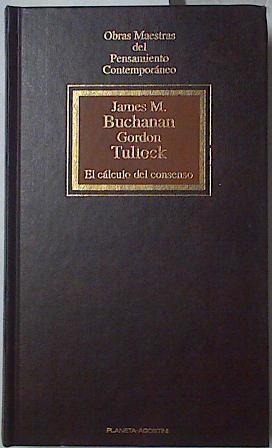 Obras Maestras
del
Pensamiento
Contemporáneo
James M.
Buchanan
Gordon
Tullock
El cálculo del consenso
PLANETA-AGOSTINI